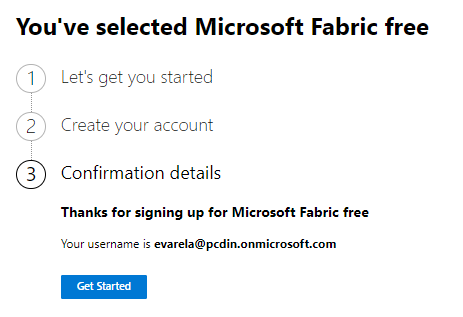 You've selected Microsoft Fabric free
1 Let's get you started
2 Create your account
3 Confirmation details
Thanks for signing up for Microsoft Fabric free
Your username is evarela@pcdin.onmicrosoft.com
Get Started